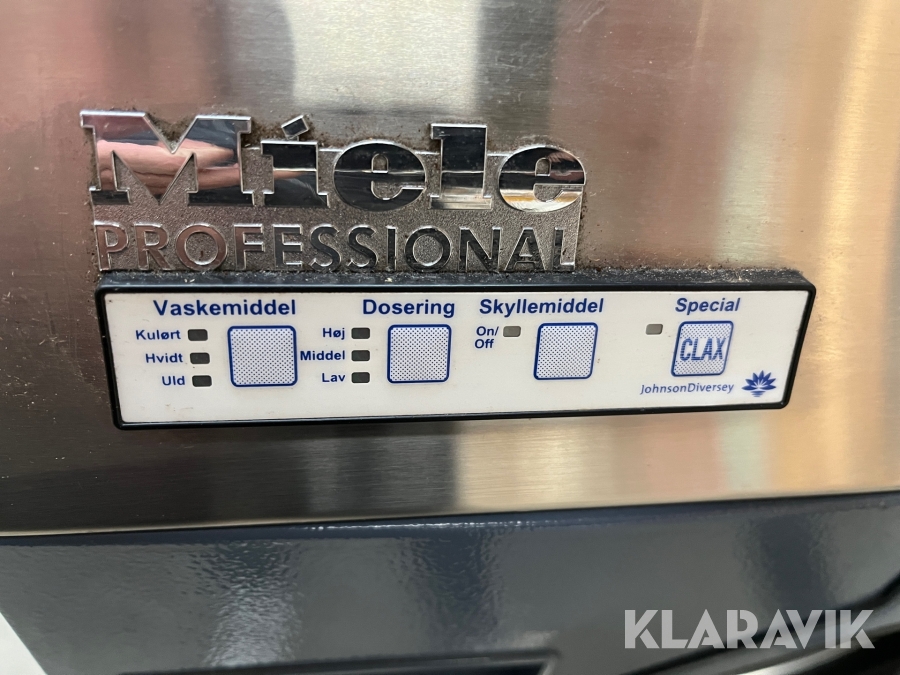 Miele
PROFESSIONAL
Vaskemiddel
Kulørt
Hvidt
Uld
Dosering
Høj
Middel
Lav
Skyllemiddel
On/
Off
Special
CLAX
JohnsonDiversey
KLARAVIK